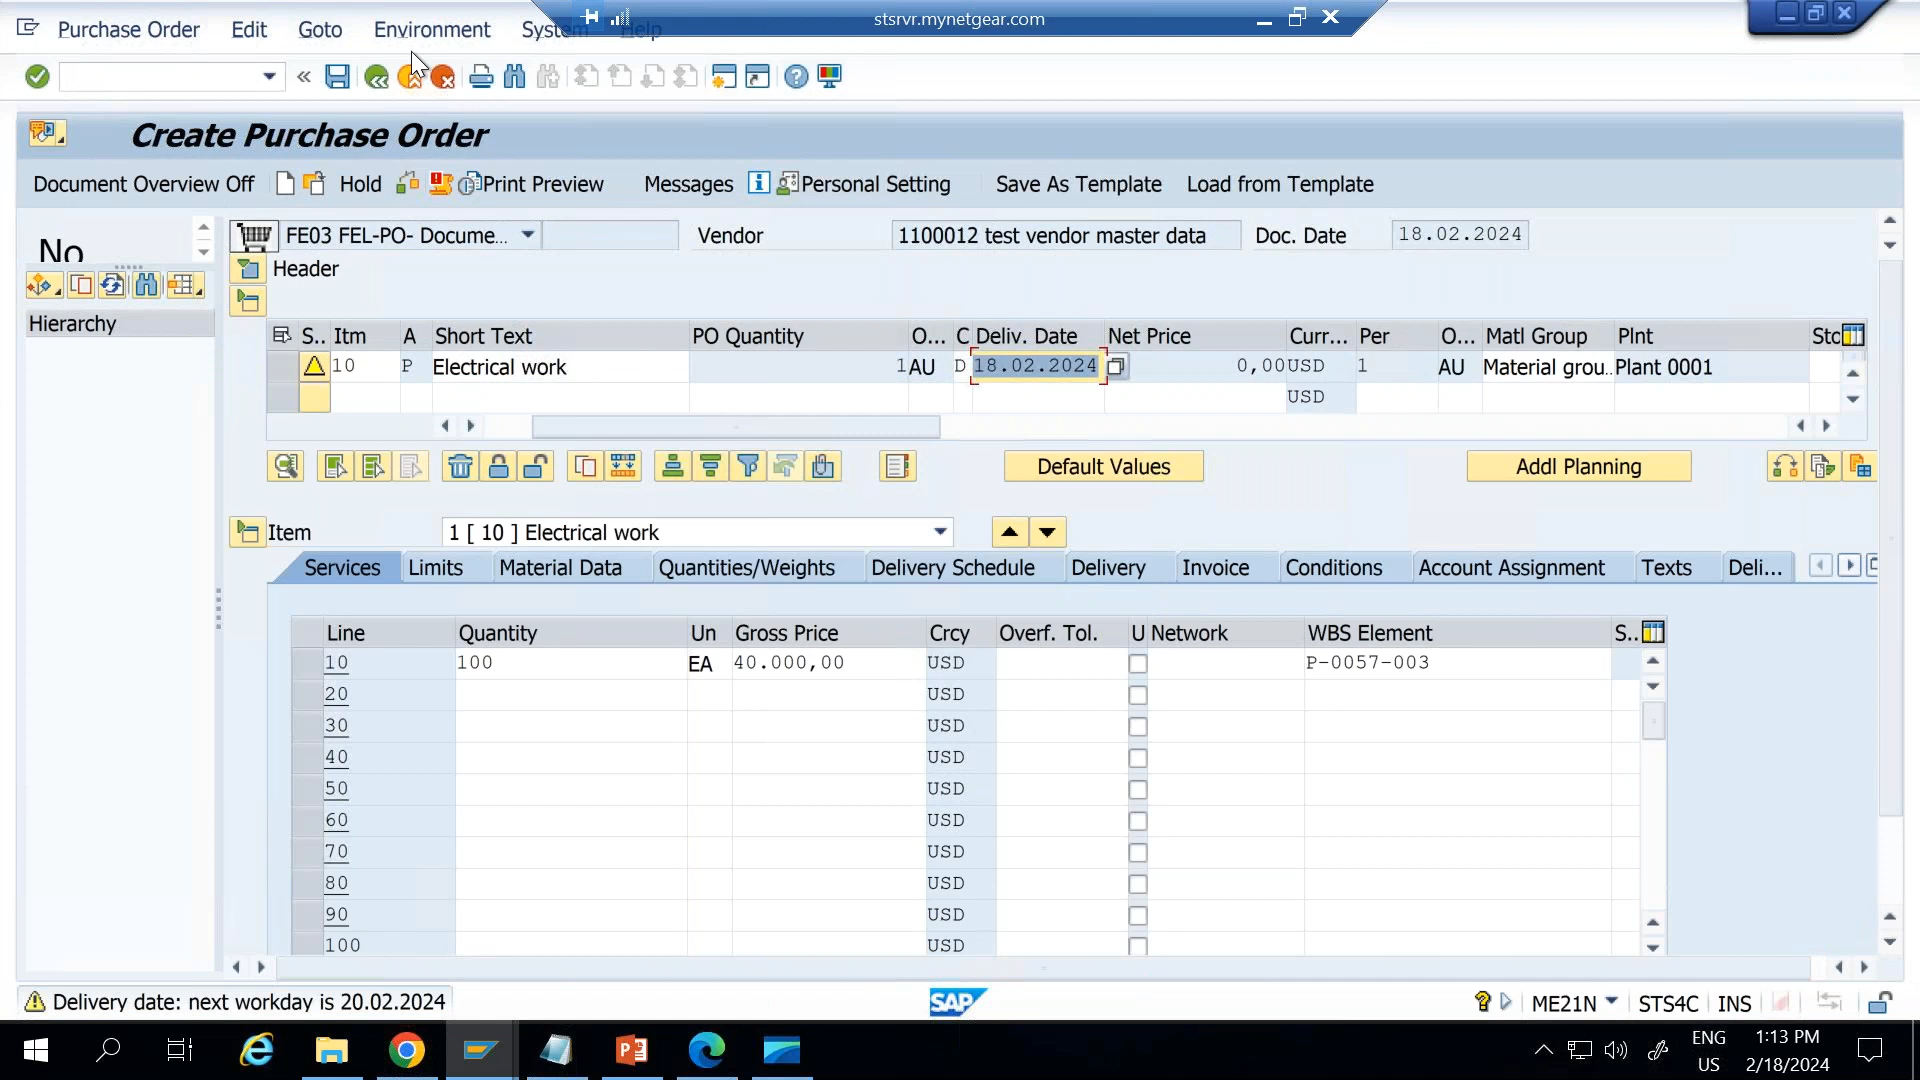 stsrvr.mynetgear.com
Purchase Order Edit Goto Environment System Help
Create Purchase Order
Document Overview Off Hold Print Preview Messages Personal Setting Save As Template Load from Template
No
FE03 FEL-PO- Docume... Vendor 1100012 test vendor master data Doc. Date 18.02.2024
Header
Hierarchy
S.. Itm A Short Text PO Quantity O... C Deliv. Date Net Price Curr... Per O... Matl Group Plnt Stc
10 P Electrical work 1 AU D 18.02.2024 0,00 USD 1 AU Material grou.. Plant 0001
USD
Default Values Addl Planning
Item 1 [ 10 ] Electrical work
Services Limits Material Data Quantities/Weights Delivery Schedule Delivery Invoice Conditions Account Assignment Texts Deli...
Line Quantity Un Gross Price Crcy Overf. Tol. U Network WBS Element S..
10 100 EA 40.000,00 USD P-0057-003
20 USD
30 USD
40 USD
50 USD
60 USD
70 USD
80 USD
90 USD
100 USD
Delivery date: next workday is 20.02.2024
SAP
ME21N STS4C INS
ENG
US
1:13 PM
2/18/2024